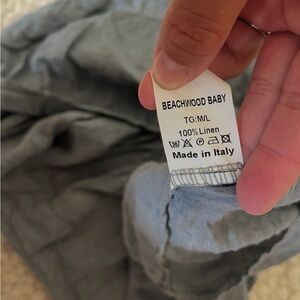 BEACHWOOD BABY
TG:M/L
100% Linen
Made in Italy